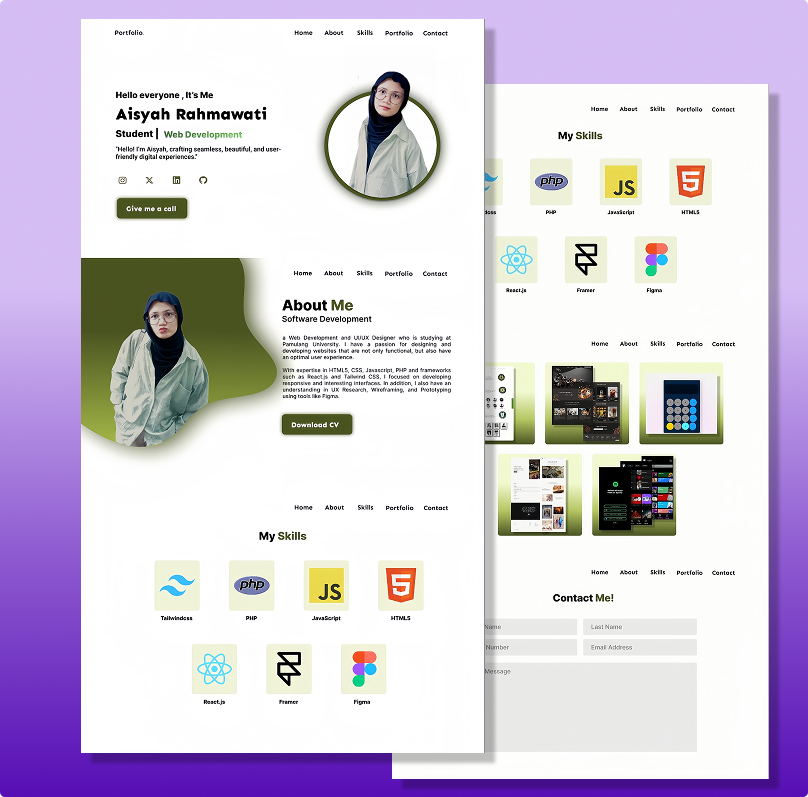 Portfolio.
Home About Skills Portfolio Contact
Hello everyone , It's Me
Aisyah Rahmawati
Student | Web Development
"Hello! I'm Aisyah, crafting seamless, beautiful, and user-
friendly digital experiences."
Give me a call
Home About Skills Portfolio Contact
About Me
Software Development
a Web Development and UI/UX Designer who is studying at
Pamulang University. I have a passion for designing and
developing websites that are not only functional, but also have
an optimal user experience.
With expertise in HTML5, CSS, Javascript, PHP and frameworks
such as React.js and Tailwind CSS, I focused on developing
responsive and interesting interfaces. In addition, I also have an
understanding in UX Research, Wireframing, and Prototyping
using tools like Figma.
Download CV
Home About Skills Portfolio Contact
My Skills
php
JS
5
Tailwindcss PHP JavaScript HTML5
React.js Framer Figma
Home About Skills Portfolio Contact
My Skills
php
JS
5
dcss PHP JavaScript HTML5
React.js Framer Figma
Home About Skills Portfolio Contact
Home About Skills Portfolio Contact
Contact Me!
Name Last Name
Number Email Address
Message